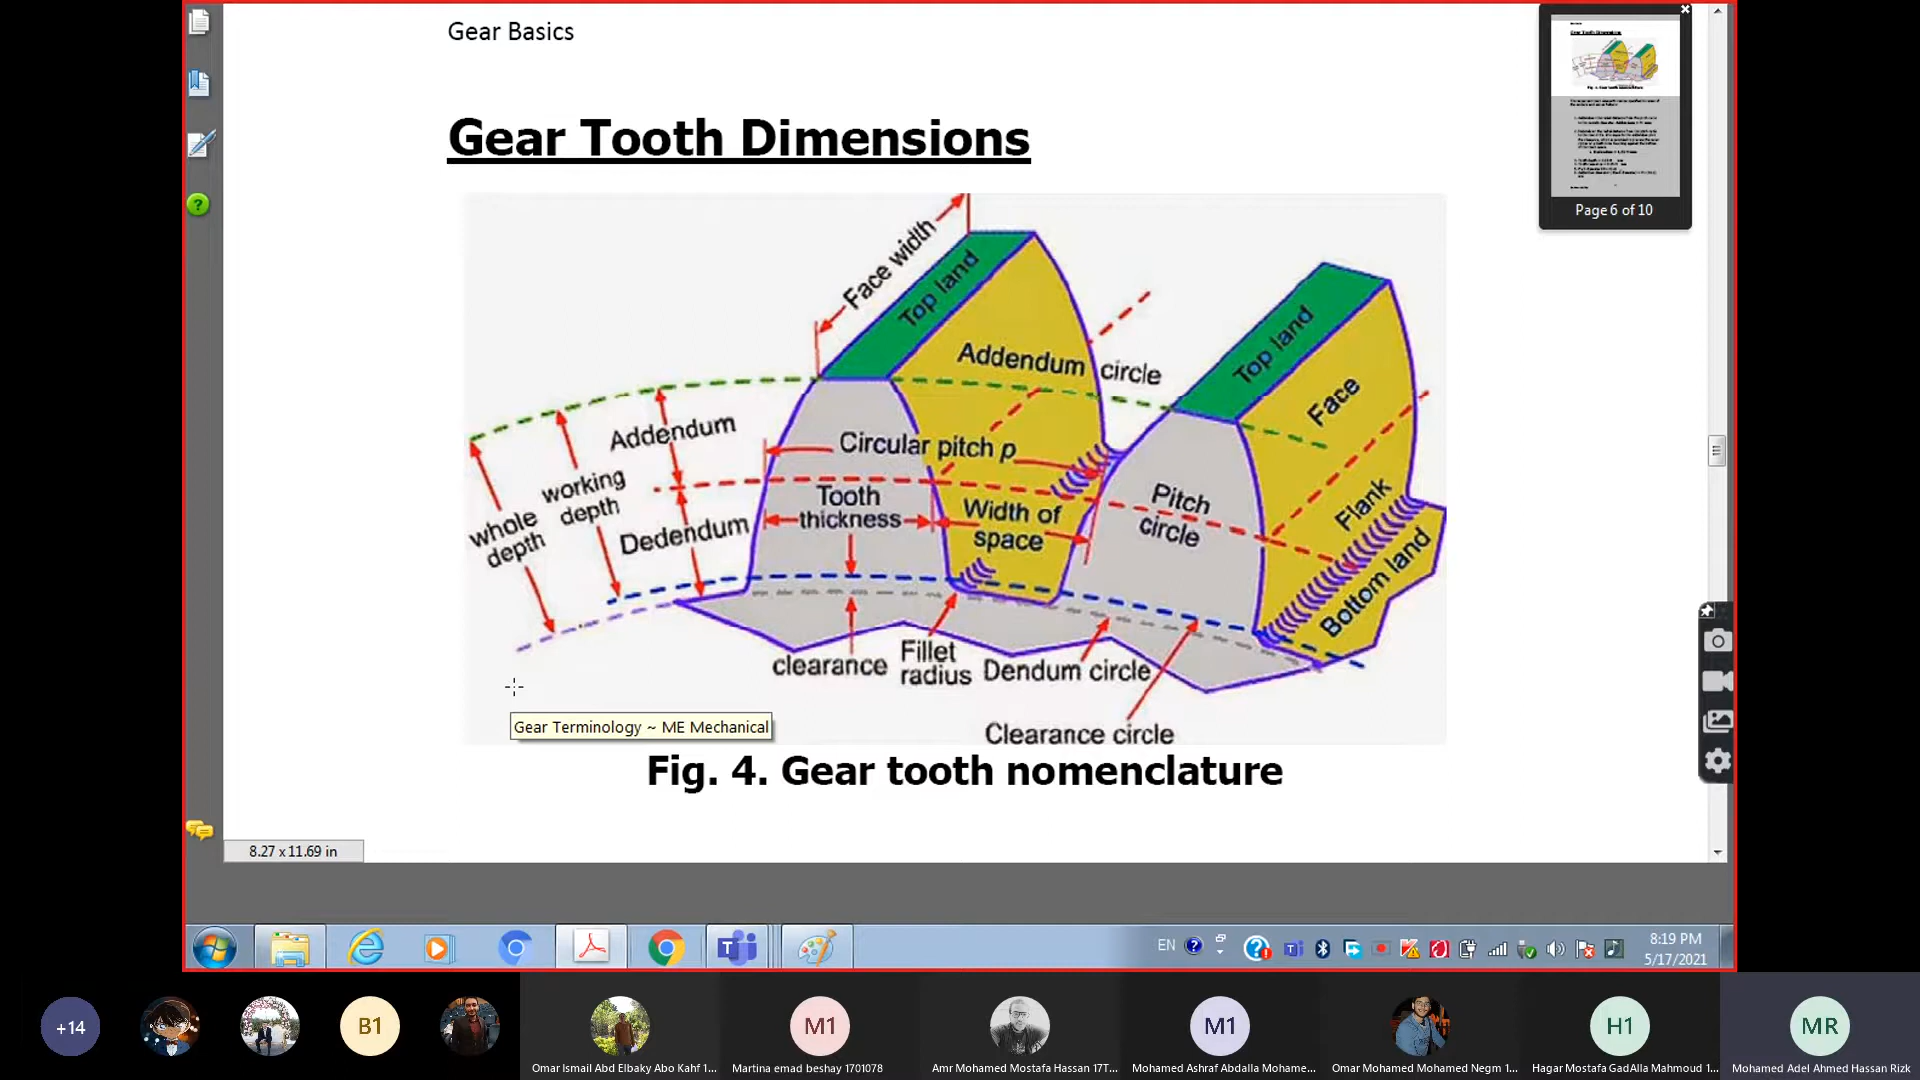 Gear Basics
Gear Tooth Dimensions
Face width
Top land
Top land
Addendum circle
Face
Addendum
Circular pitch p
working
depth
whole
depth
Tooth
thickness
Width of
space
Pitch
circle
Flank
Dedendum
Bottom land
clearance
Fillet
radius
Dendum circle
Clearance circle
Gear Terminology ~ ME Mechanical
Fig. 4. Gear tooth nomenclature
Page 6 of 10
8.27 x 11.69 in
EN
8:19 PM
5/17/2021
+14
B1
M1
M1
H1
MR
Omar Ismail Abd Elbaky Abo Kahf 1...
Martina emad beshay 1701078
Amr Mohamed Mostafa Hassan 17T...
Mohamed Ashraf Abdalla Mohame...
Omar Mohamed Mohamed Negm 1...
Hagar Mostafa GadAlla Mahmoud 1...
Mohamed Adel Ahmed Hassan Rizk